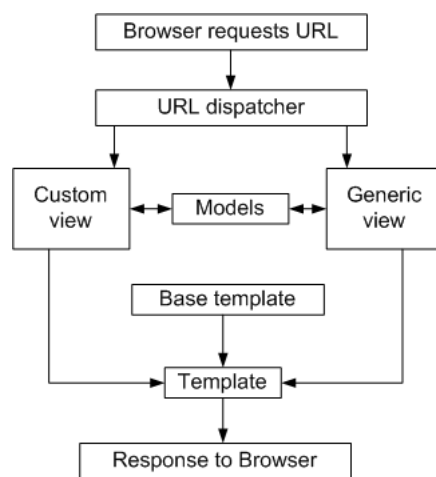 Browser requests URL
URL dispatcher
Custom
view
Models
Generic
view
Base template
Template
Response to Browser